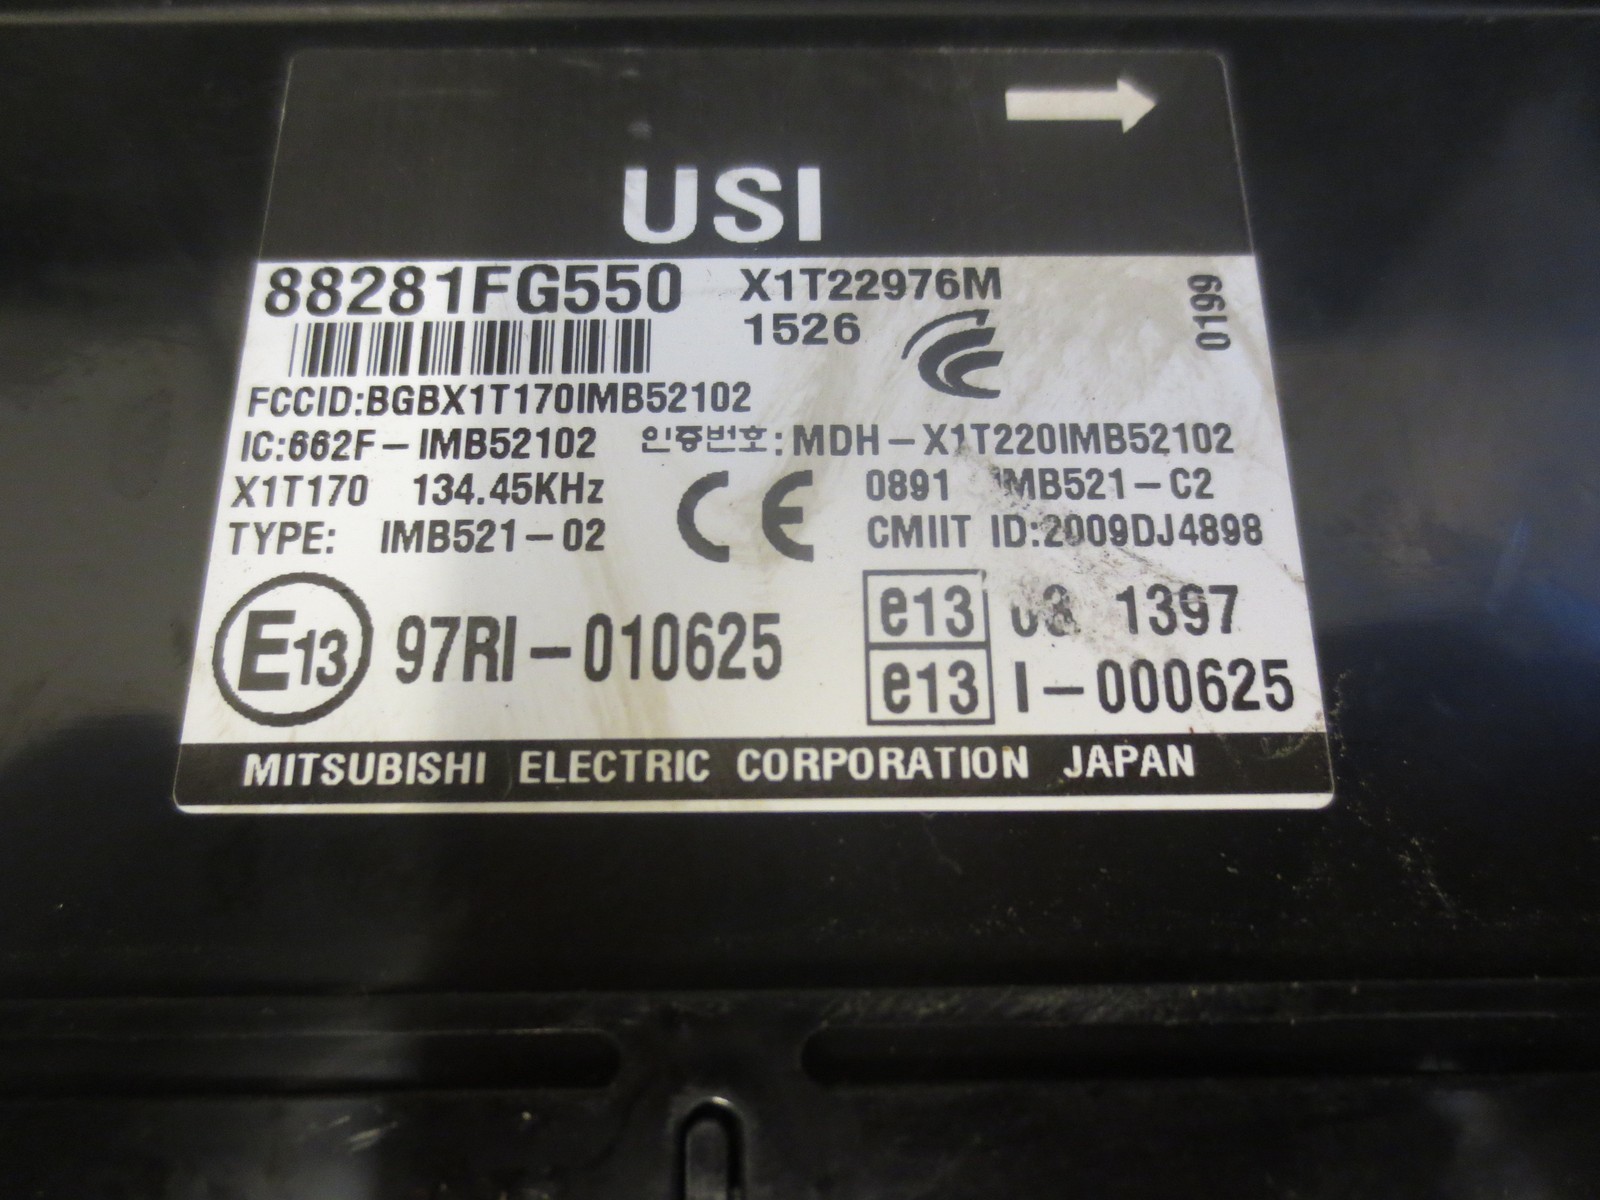 USI
88281FG550 X1T22976M
1526
0199
FCCID:BGBX1T170IMB52102
IC:662F-IMB52102 인증번호:MDH-X1T220IMB52102
X1T170 134.45KHz CE 0891 IMB521-C2
TYPE: IMB521-02 CMIIT ID:2009DJ4898
E13 97RI-010625
e13 03 1397
e13 I-000625
MITSUBISHI ELECTRIC CORPORATION JAPAN